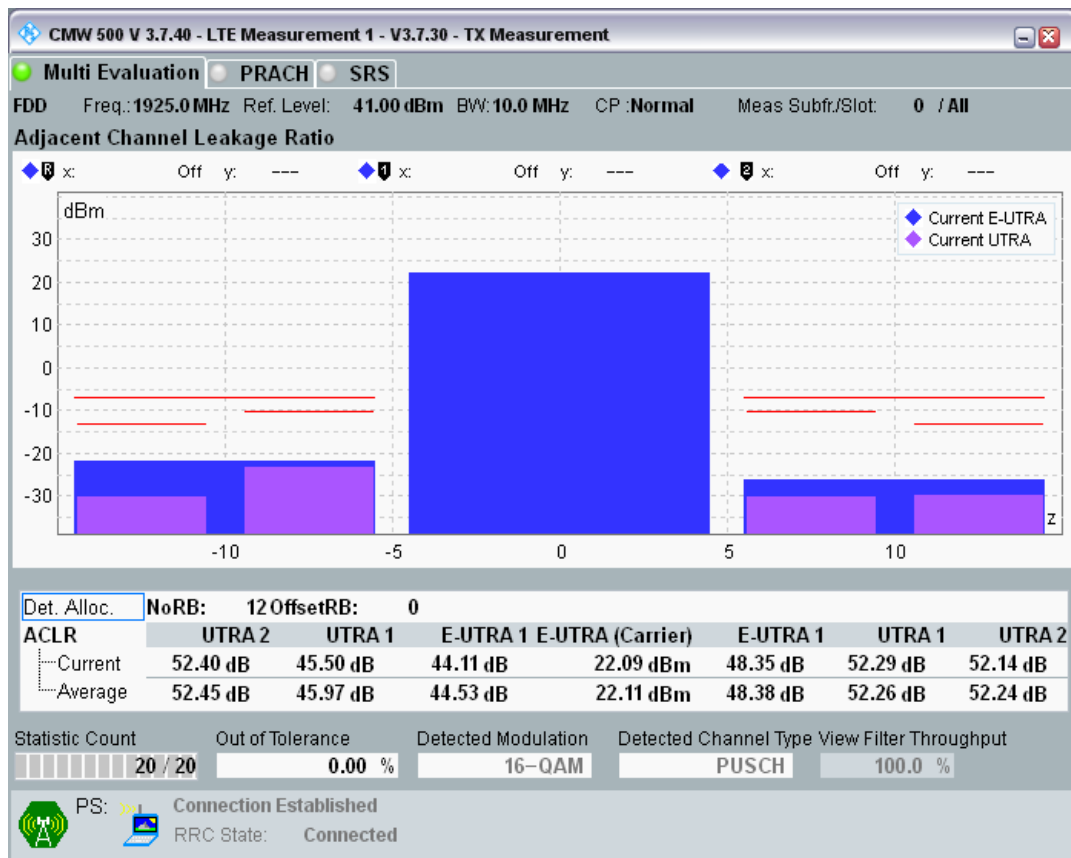 CMW 500 V 3.7.40 - LTE Measurement 1 - V3.7.30 - TX Measurement
Multi Evaluation PRACH SRS
FDD Freq.: 1925.0 MHz Ref. Level: 41.00 dBm BW: 10.0 MHz CP :Normal Meas Subfr./Slot: 0 / All
Adjacent Channel Leakage Ratio
R x: Off y: --- 1 x: Off y: --- 2 x: Off y: ---
dBm
Current E-UTRA
Current UTRA
30
20
10
0
-10
-20
-30
z
-10 -5 0 5 10
Det. Alloc. NoRB: 12 OffsetRB: 0
ACLR UTRA 2 UTRA 1 E-UTRA 1 E-UTRA (Carrier) E-UTRA 1 UTRA 1 UTRA 2
Current 52.40 dB 45.50 dB 44.11 dB 22.09 dBm 48.35 dB 52.29 dB 52.14 dB
Average 52.45 dB 45.97 dB 44.53 dB 22.11 dBm 48.38 dB 52.26 dB 52.24 dB
Statistic Count Out of Tolerance Detected Modulation Detected Channel Type View Filter Throughput
20 / 20 0.00 % 16-QAM PUSCH 100.0 %
PS: Connection Established
RRC State: Connected